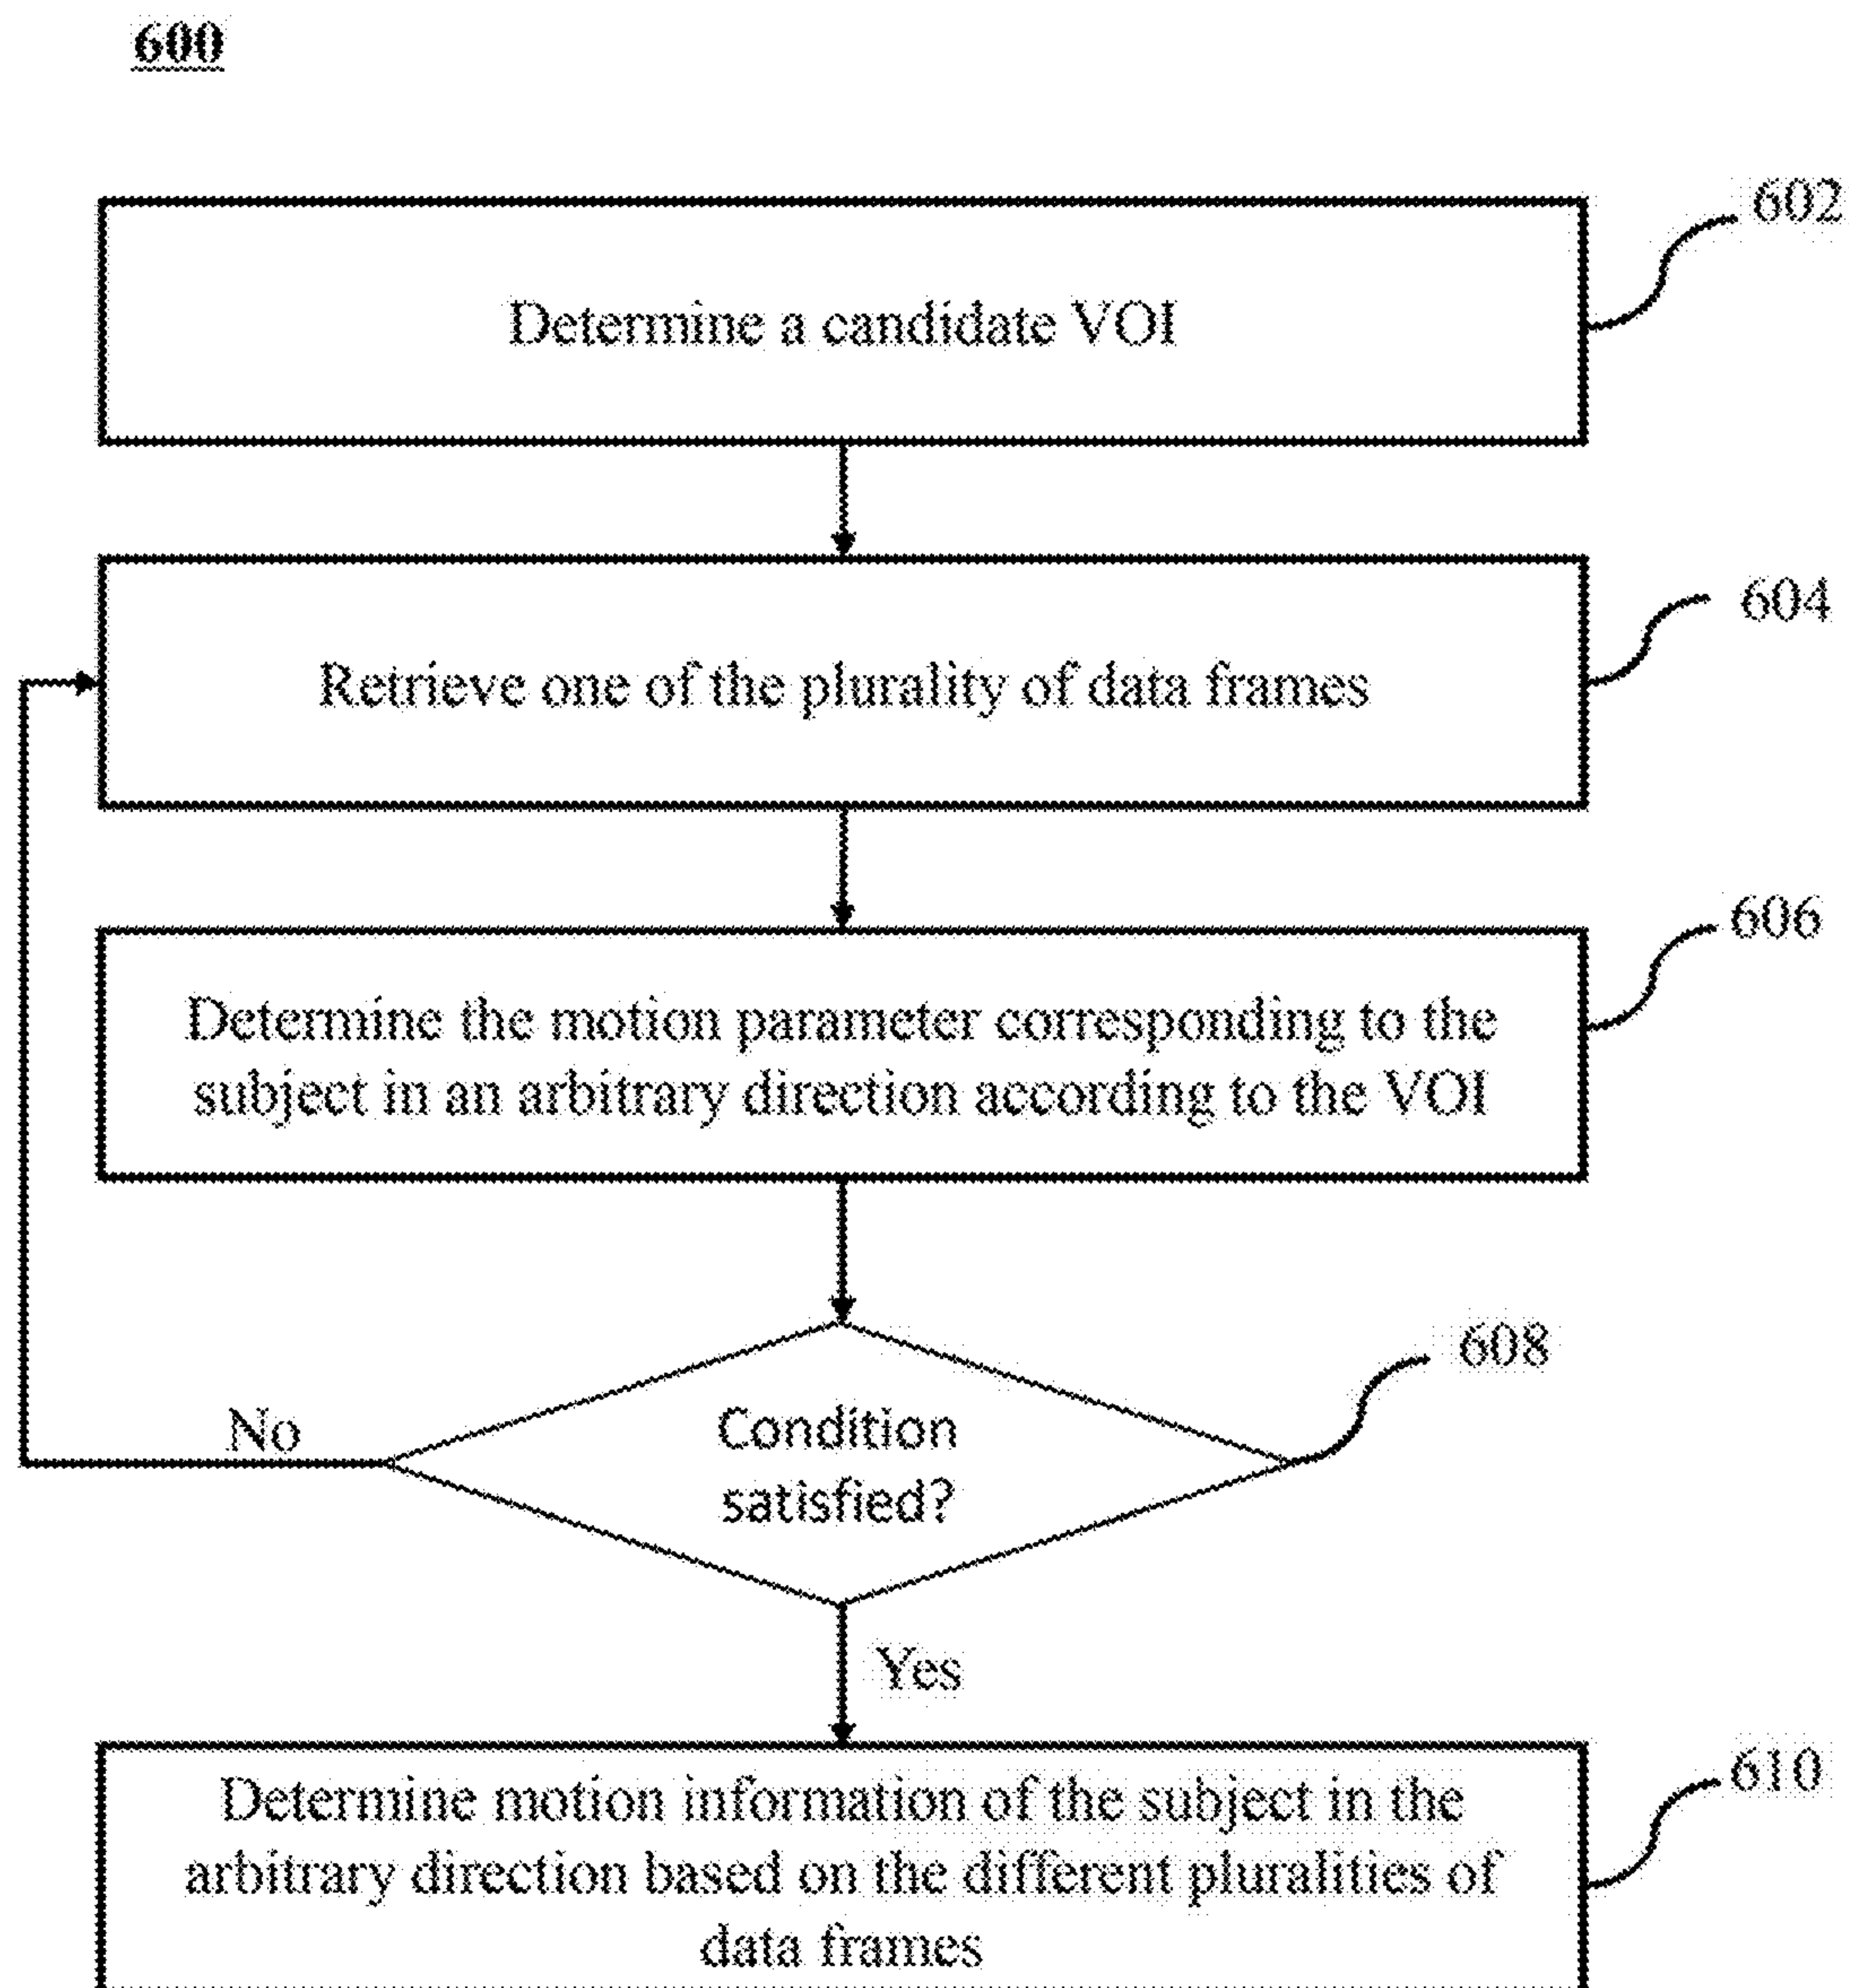 600
602
Determine a candidate VOI
604
Retrieve one of the plurality of data frames
606
Determine the motion parameter corresponding to the
subject in an arbitrary direction according to the VOI
608
No
Condition
satisfied?
Yes
610
Determine motion information of the subject in the
arbitrary direction based on the different pluralities of
data frames